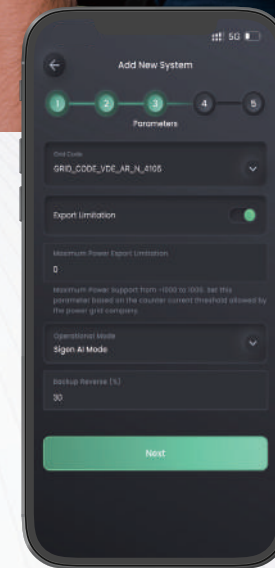 5G
Add New System
1
2
3
4
5
Parameters
Grid Code
GRID_CODE_VDE_AR_N_4105
Export Limitation
Maximum Power Export Limitation
0
Maximum Power Support from -1000 to 1000. Set this
parameter based on the counter current threshold allowed by
the power grid company.
Operational Mode
Sigen AI Mode
Backup Reverse (%)
30
Next